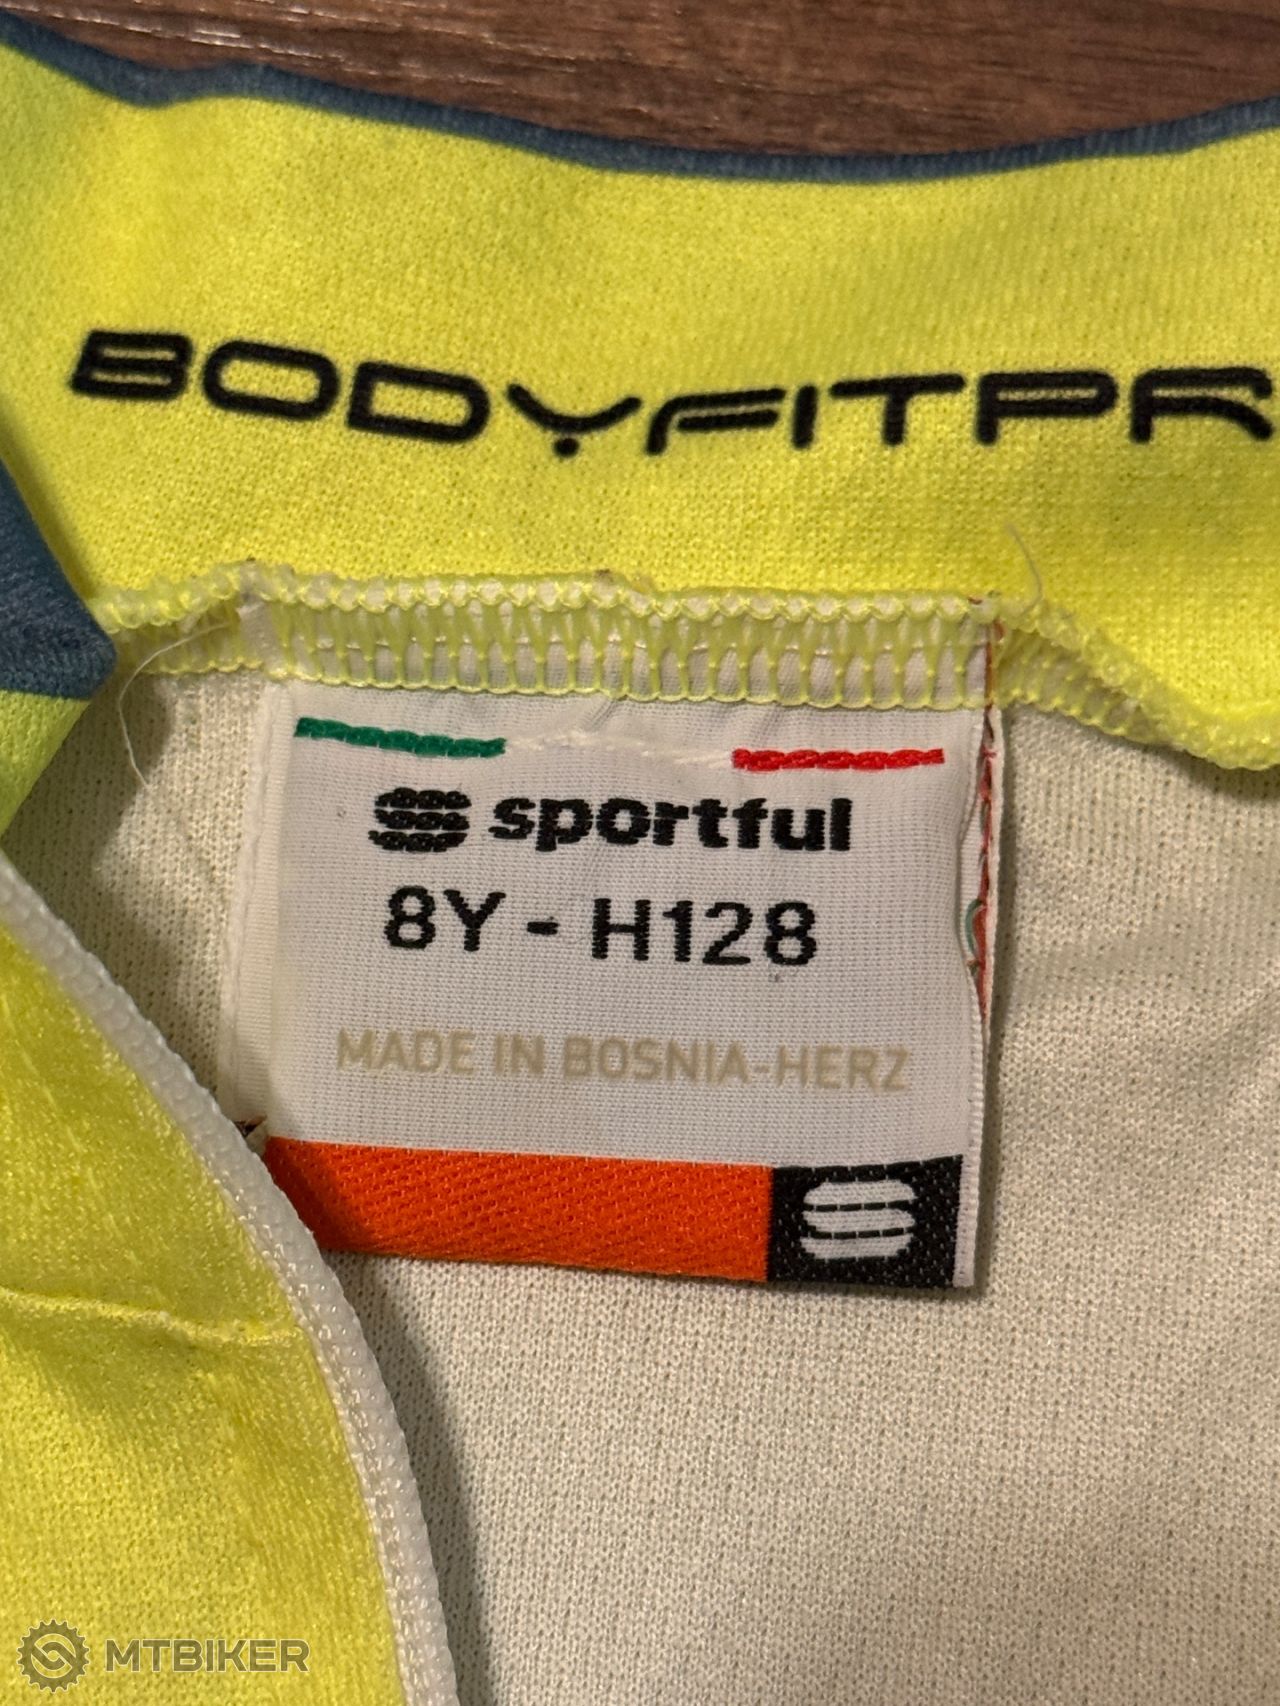 BODYFITPR
sportful
8Y - H128
MADE IN BOSNIA-HERZ
MTBIKER